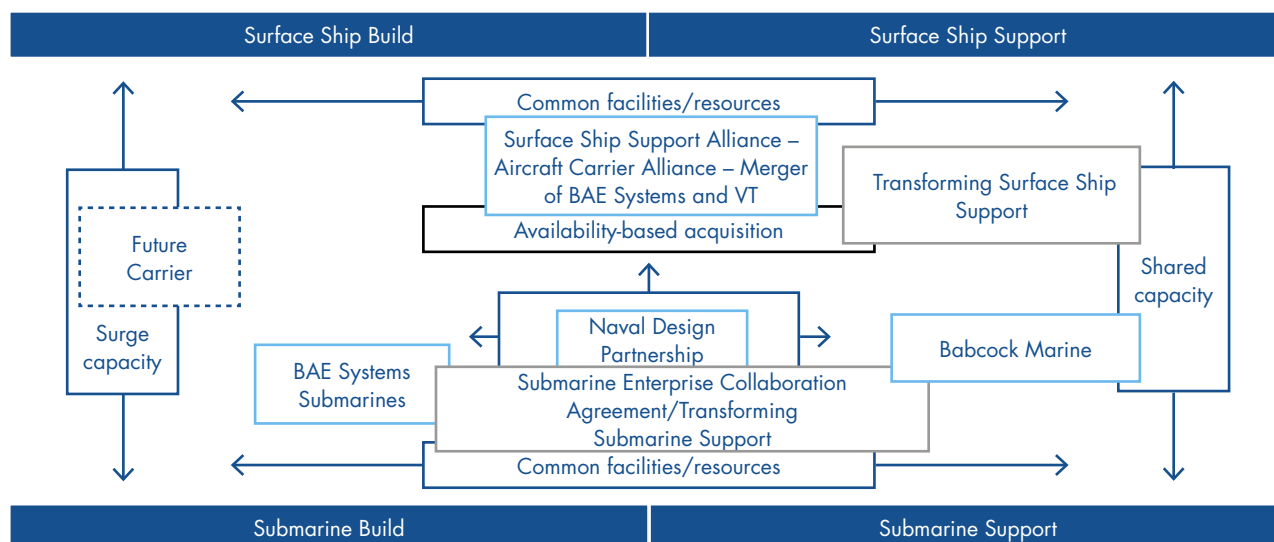 Surface Ship Build
Surface Ship Support
Common facilities/resources
Surface Ship Support Alliance –
Aircraft Carrier Alliance – Merger
of BAE Systems and VT
Transforming Surface Ship
Support
Availability-based acquisition
Future
Carrier
Shared
capacity
Surge
capacity
Naval Design
Partnership
Babcock Marine
BAE Systems
Submarines
Submarine Enterprise Collaboration
Agreement/Transforming
Submarine Support
Common facilities/resources
Submarine Build
Submarine Support